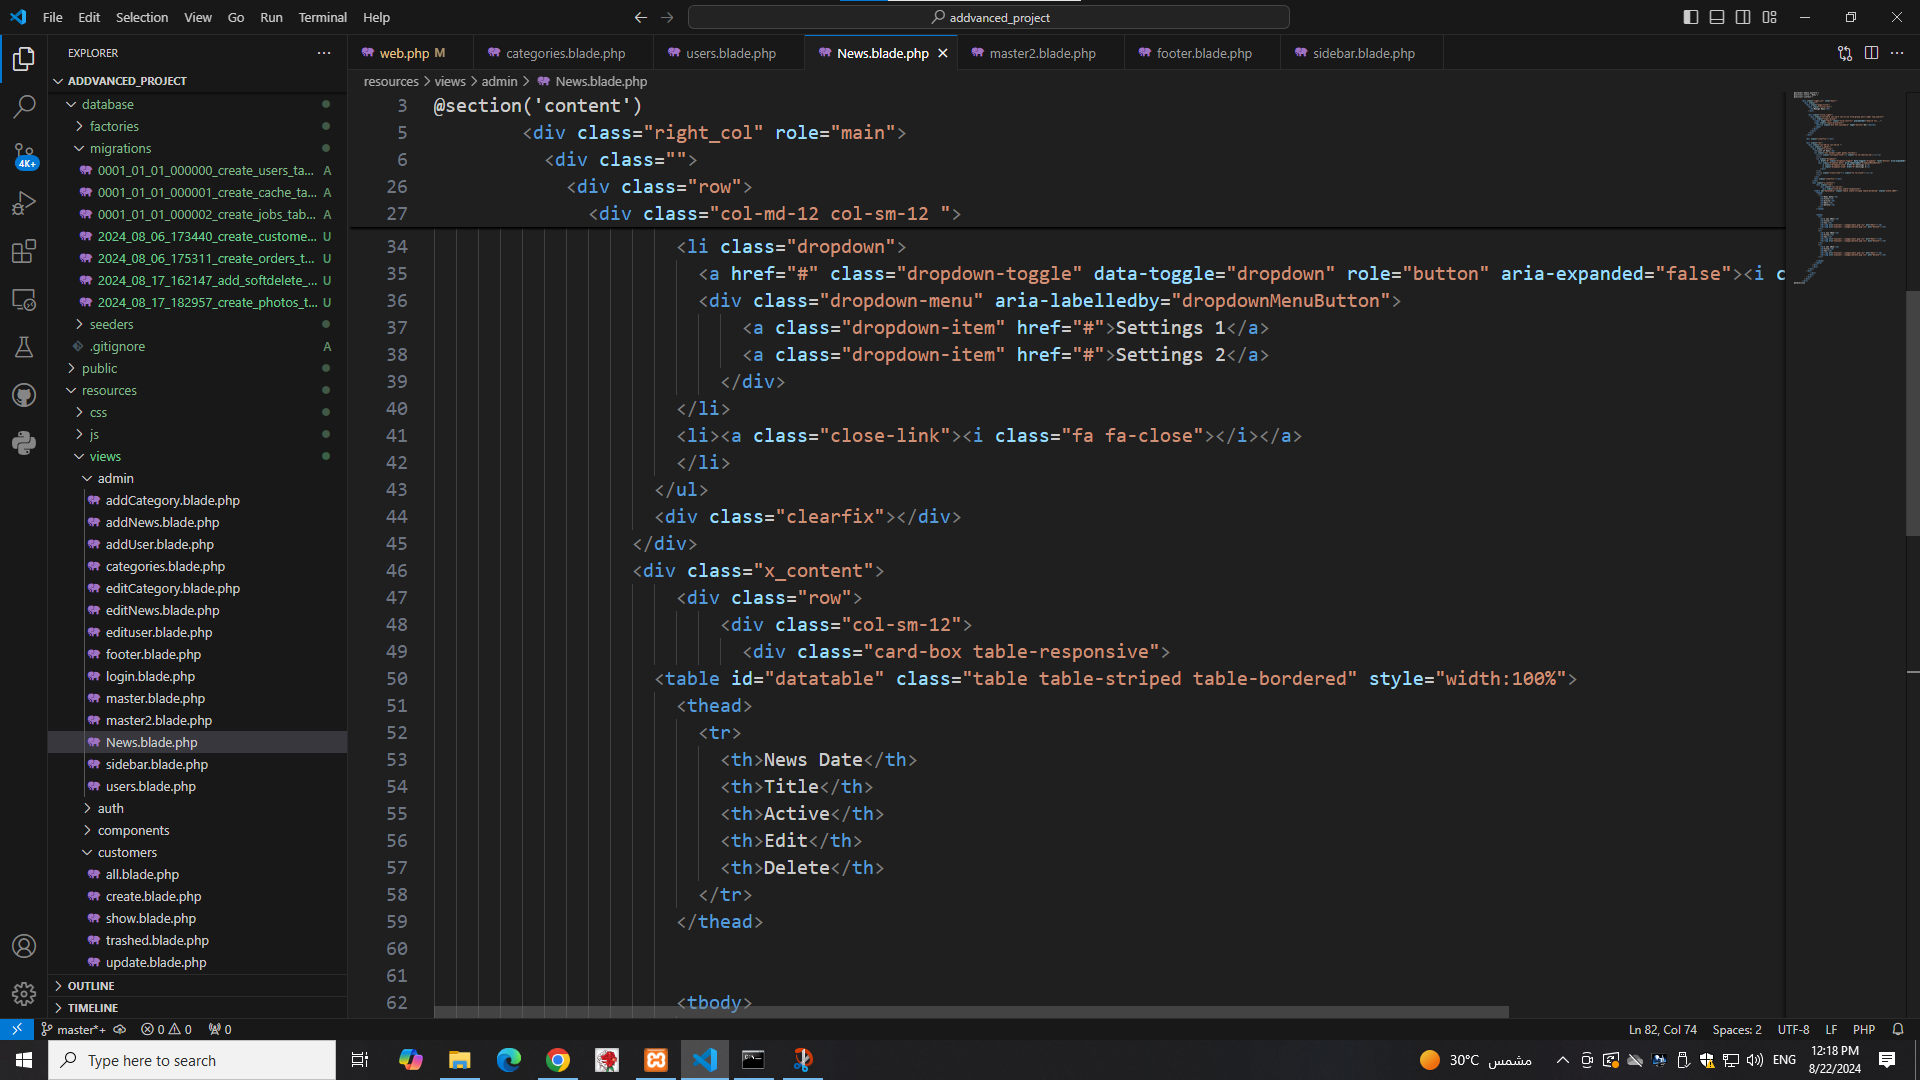 File Edit Selection View Go Run Terminal Help
addvanced_project
EXPLORER
ADDVANCED_PROJECT
database
factories
migrations
0001_01_01_000000_create_users_ta... A
0001_01_01_000001_create_cache_ta... A
0001_01_01_000002_create_jobs_tab... A
2024_08_06_173440_create_custome... U
2024_08_06_175311_create_orders_t... U
2024_08_17_162147_add_softdelete_... U
2024_08_17_182957_create_photos_t... U
seeders
.gitignore A
public
resources
css
js
views
admin
addCategory.blade.php
addNews.blade.php
addUser.blade.php
categories.blade.php
editCategory.blade.php
editNews.blade.php
edituser.blade.php
footer.blade.php
login.blade.php
master.blade.php
master2.blade.php
News.blade.php
sidebar.blade.php
users.blade.php
auth
components
customers
all.blade.php
create.blade.php
show.blade.php
trashed.blade.php
update.blade.php
OUTLINE
TIMELINE
4K+
web.php M categories.blade.php users.blade.php News.blade.php master2.blade.php footer.blade.php sidebar.blade.php
resources > views > admin > News.blade.php
3 @section('content')
5 <div class="right_col" role="main">
6 <div class="">
26 <div class="row">
27 <div class="col-md-12 col-sm-12 ">
34 <li class="dropdown">
35 <a href="#" class="dropdown-toggle" data-toggle="dropdown" role="button" aria-expanded="false"><i c
36 <div class="dropdown-menu" aria-labelledby="dropdownMenuButton">
37 <a class="dropdown-item" href="#">Settings 1</a>
38 <a class="dropdown-item" href="#">Settings 2</a>
39 </div>
40 </li>
41 <li><a class="close-link"><i class="fa fa-close"></i></a>
42 </li>
43 </ul>
44 <div class="clearfix"></div>
45 </div>
46 <div class="x_content">
47 <div class="row">
48 <div class="col-sm-12">
49 <div class="card-box table-responsive">
50 <table id="datatable" class="table table-striped table-bordered" style="width:100%">
51 <thead>
52 <tr>
53 <th>News Date</th>
54 <th>Title</th>
55 <th>Active</th>
56 <th>Edit</th>
57 <th>Delete</th>
58 </tr>
59 </thead>
60
61
62 <tbody>
master*+ 0 0 0 Ln 82, Col 74 Spaces: 2 UTF-8 LF PHP
Type here to search 30°C مشمس ENG 12:18 PM
8/22/2024